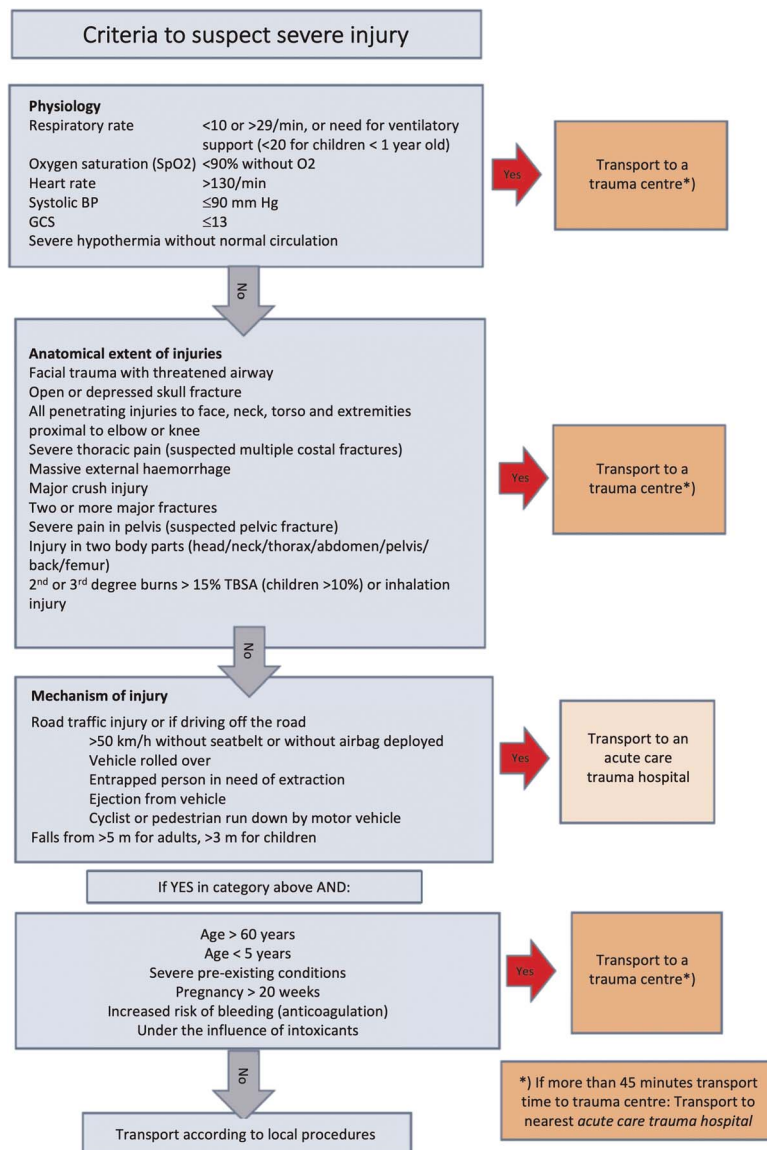 Criteria to suspect severe injury
Physiology
Respiratory rate <10 or >29/min, or need for ventilatory
support (<20 for children < 1 year old)
Oxygen saturation (SpO2) <90% without O2
Heart rate >130/min
Systolic BP ≤90 mm Hg
GCS ≤13
Severe hypothermia without normal circulation
Yes
Transport to a
trauma centre*)
No
Anatomical extent of injuries
Facial trauma with threatened airway
Open or depressed skull fracture
All penetrating injuries to face, neck, torso and extremities
proximal to elbow or knee
Severe thoracic pain (suspected multiple costal fractures)
Massive external haemorrhage
Major crush injury
Two or more major fractures
Severe pain in pelvis (suspected pelvic fracture)
Injury in two body parts (head/neck/thorax/abdomen/pelvis/
back/femur)
2nd or 3rd degree burns > 15% TBSA (children >10%) or inhalation
injury
Yes
Transport to a
trauma centre*)
No
Mechanism of injury
Road traffic injury or if driving off the road
>50 km/h without seatbelt or without airbag deployed
Vehicle rolled over
Entrapped person in need of extraction
Ejection from vehicle
Cyclist or pedestrian run down by motor vehicle
Falls from >5 m for adults, >3 m for children
Yes
Transport to an
acute care
trauma hospital
If YES in category above AND:
Age > 60 years
Age < 5 years
Severe pre-existing conditions
Pregnancy > 20 weeks
Increased risk of bleeding (anticoagulation)
Under the influence of intoxicants
Yes
Transport to a
trauma centre*)
No
Transport according to local procedures
*) If more than 45 minutes transport
time to trauma centre: Transport to
nearest acute care trauma hospital